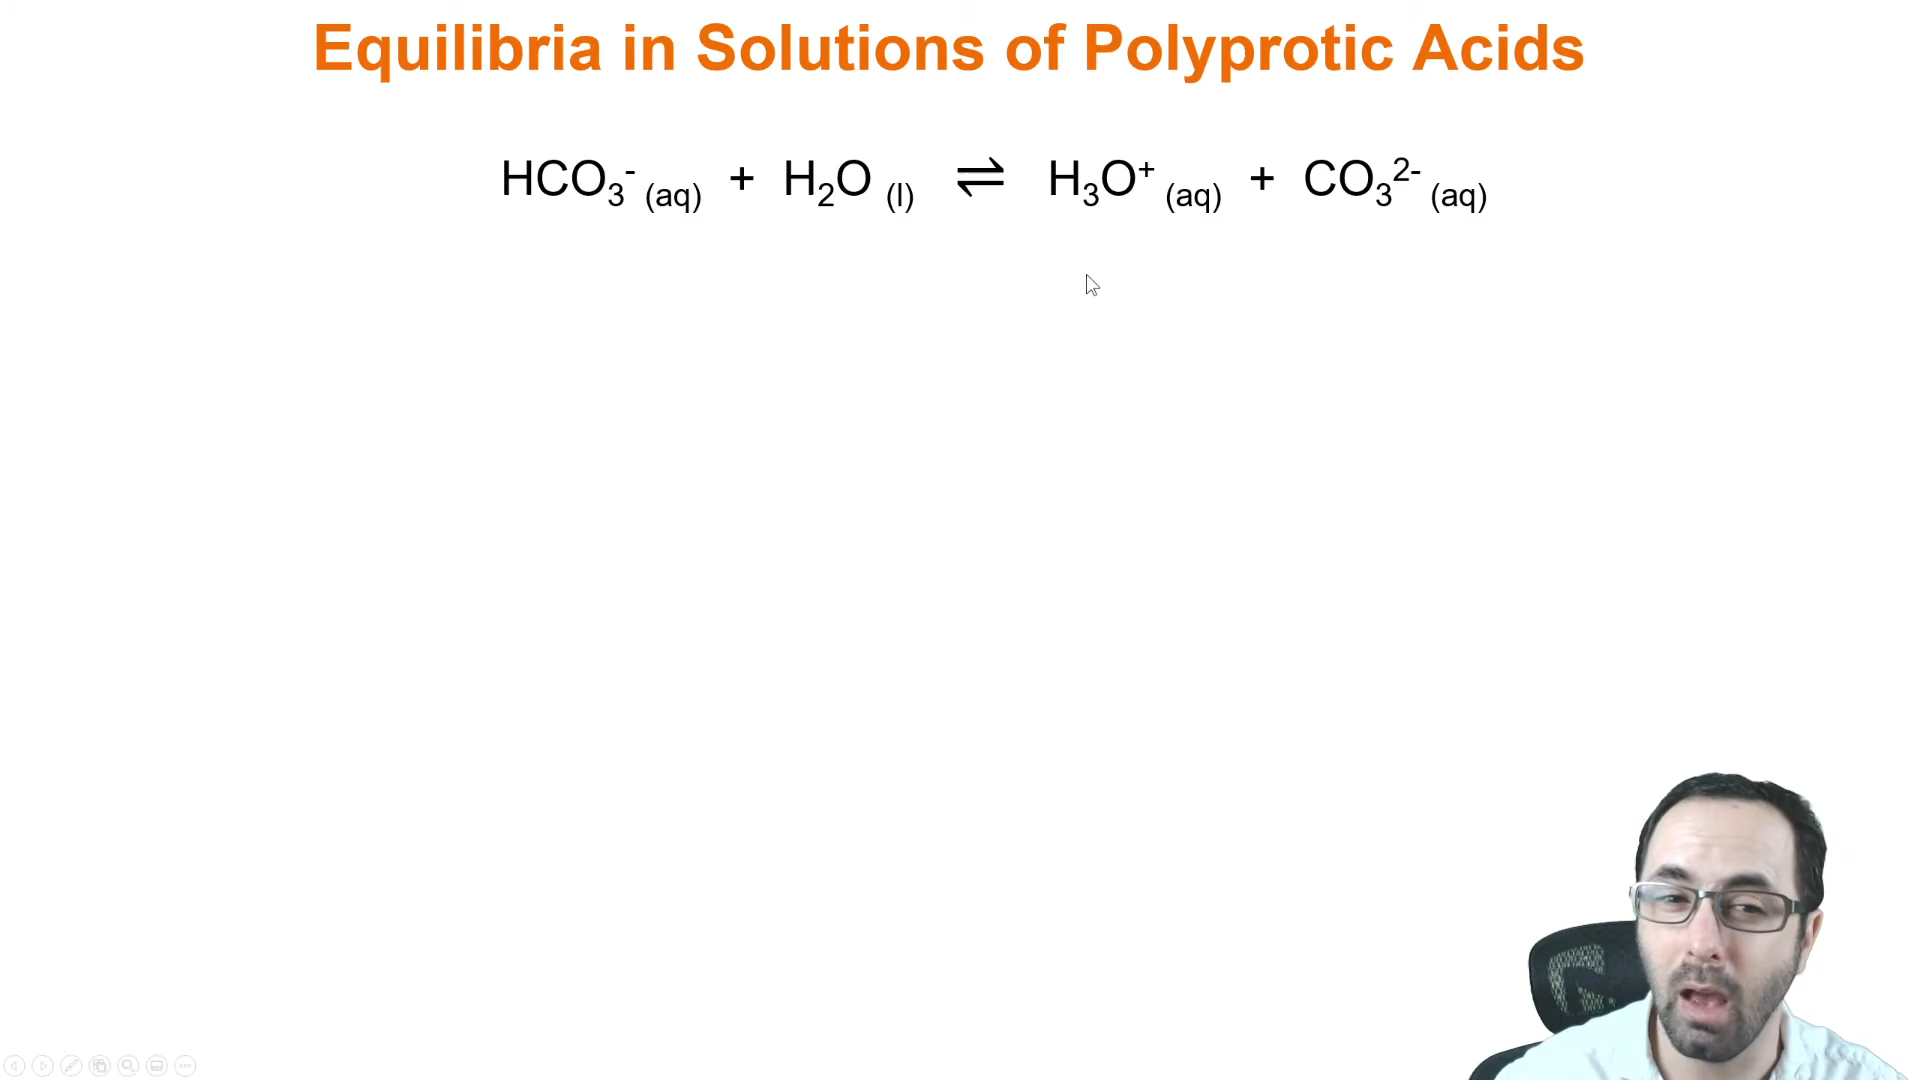 Equilibria in Solutions of Polyprotic Acids
HCO₃⁻ (aq) + H₂O (l) ⇌ H₃O⁺ (aq) + CO₃²⁻ (aq)